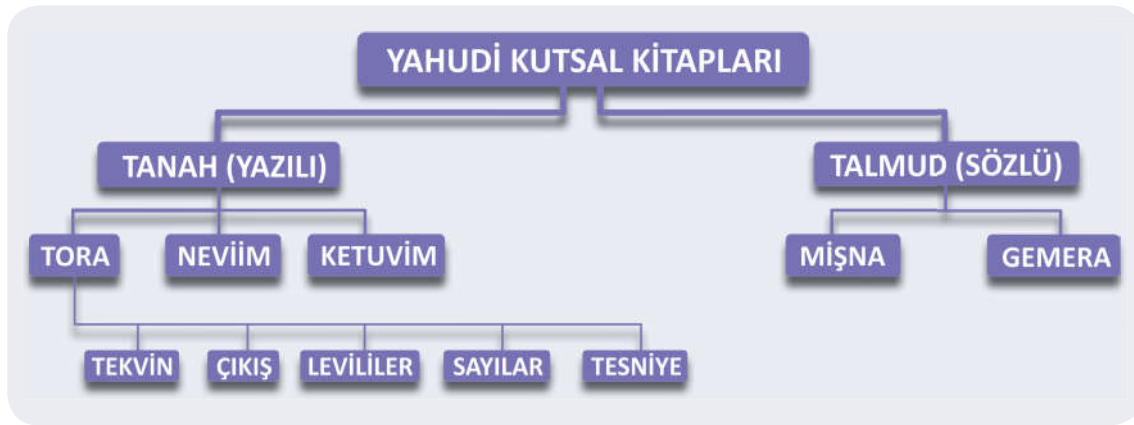 YAHUDİ KUTSAL KİTAPLARI
TANAH (YAZILI)
TALMUD (SÖZLÜ)
TORA
NEVİİM
KETUVİM
MİŞNA
GEMERA
TEKVİN
ÇIKIŞ
LEVİLİLER
SAYILAR
TESNİYE